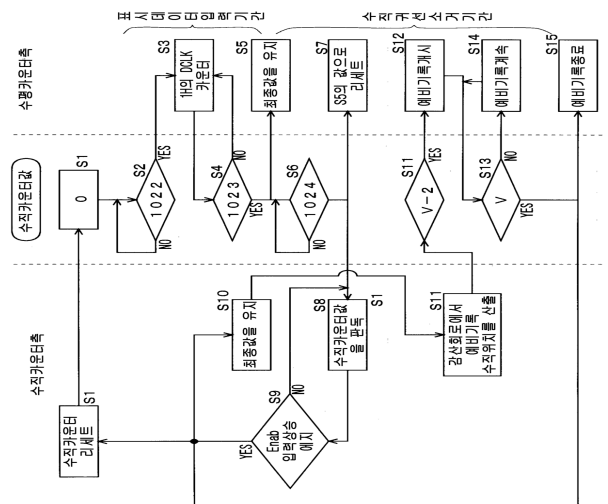 표시데이터입력기간
수직귀선소거기간
수평카운터측
S3
1H의 DCLK
카운터
S5
최종값을 유지
S7
S5의 값으로
리세트
S12
예비기록개시
S14
예비기록계속
S15
예비기록종료
수직카운터값
S1
0
S2
1022
YES
NO
S4
1023
NO
YES
S6
1024
NO
S11
V-2
YES
S13
V
NO
YES
수직카운터측
S1
수직카운터
리세트
S10
최종값을 유지
S8
수직카운터값
을 판독
S1
S9
Enab
입력상승
에지
YES
NO
S11
감산회로에서
예비기록
수직위치를 산출